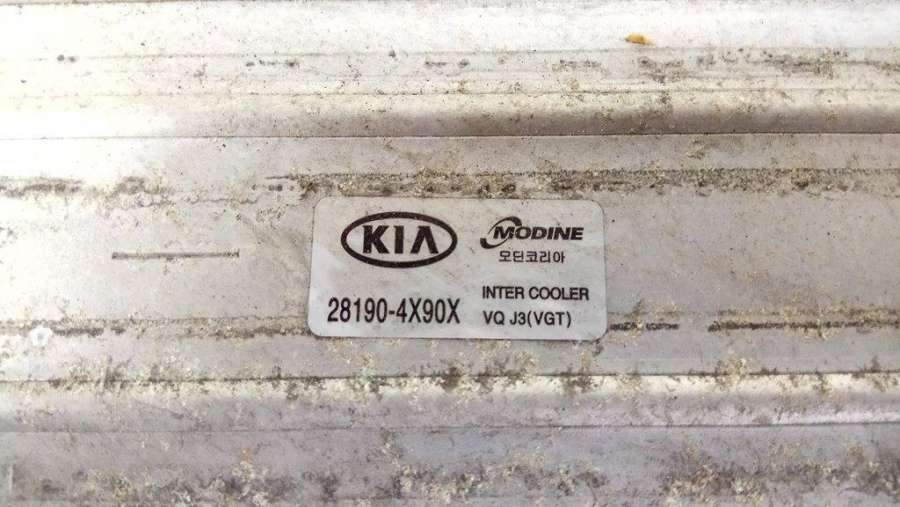 KIA
28190-4X90X
MODINE
모딘코리아
INTER COOLER
VQ J3(VGT)